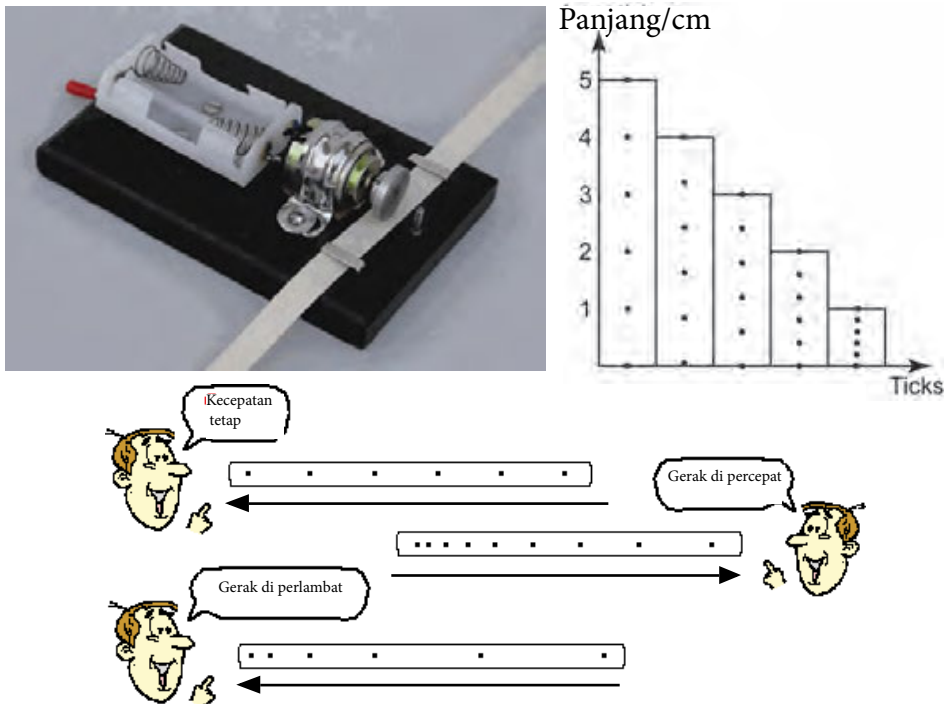 Panjang/cm
5
4
3
2
1
Ticks
Kecepatan
tetap
Gerak di percepat
Gerak di perlambat